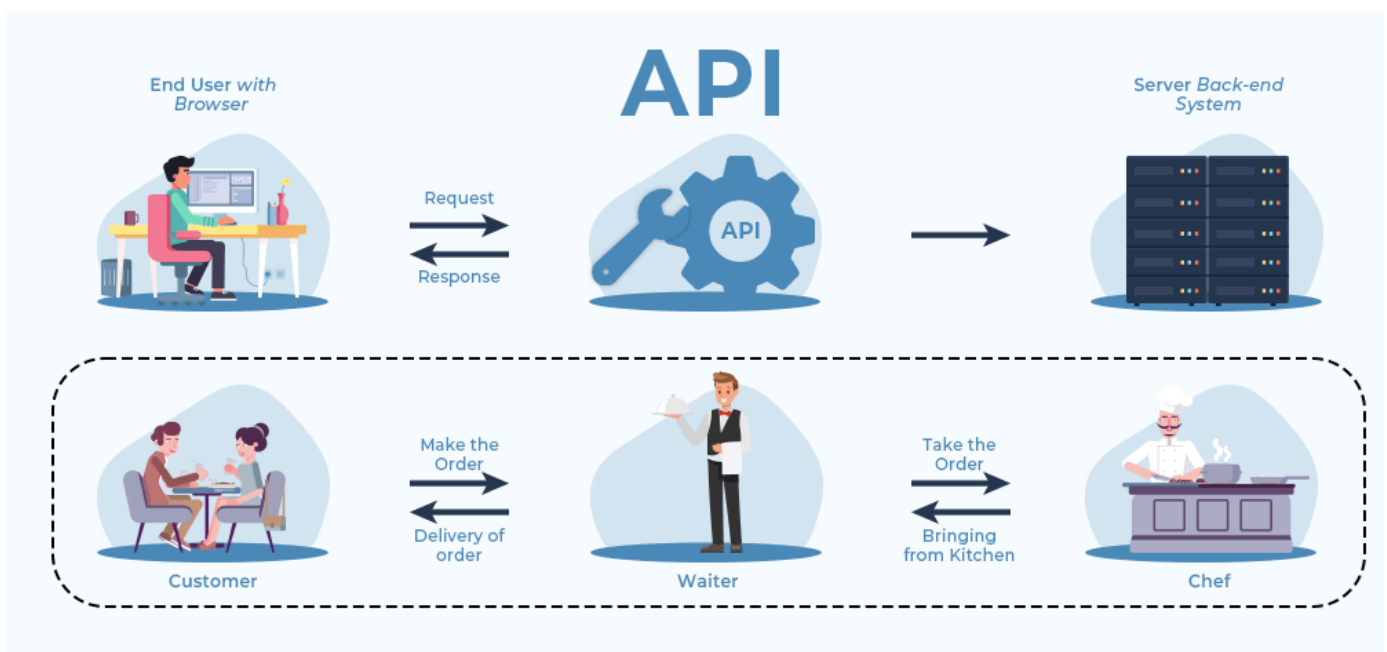 API
End User with
Browser
Server Back-end
System
Request
API
Response
Make the
Order
Take the
Order
Delivery of
order
Bringing
from Kitchen
Customer
Waiter
Chef